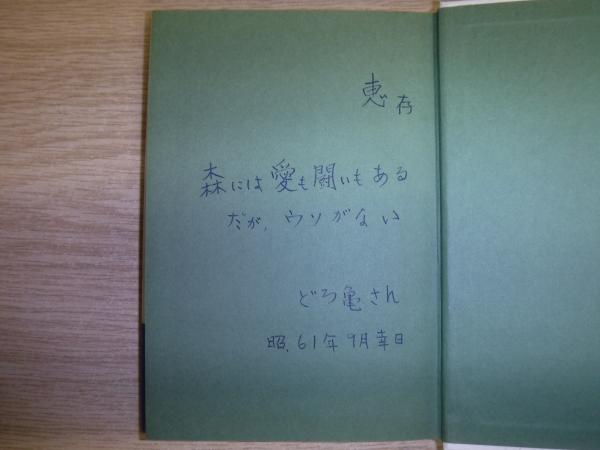 恵存
森には愛も闘いもある
だが、ウソがない
どろ亀さん
昭、61年9月幸日